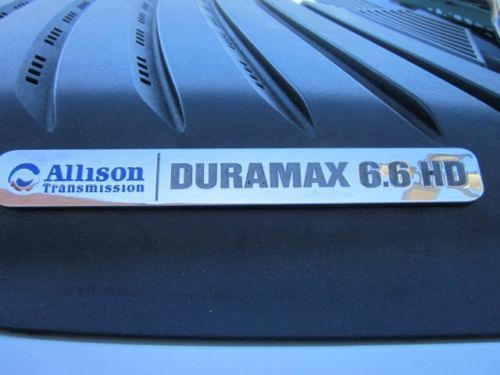 Allison
Transmission
DURAMAX 6.6 HD